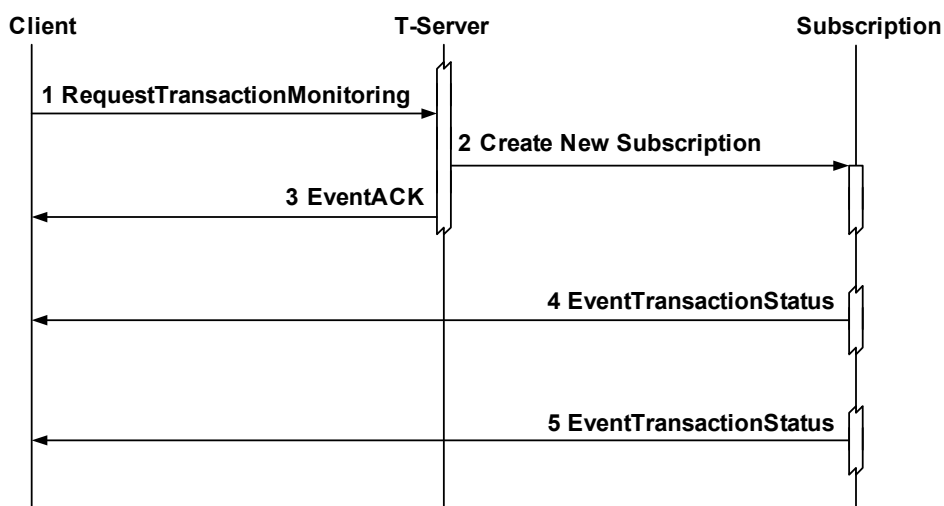 Client
T-Server
Subscription
1 RequestTransactionMonitoring
2 Create New Subscription
3 EventACK
4 EventTransactionStatus
5 EventTransactionStatus